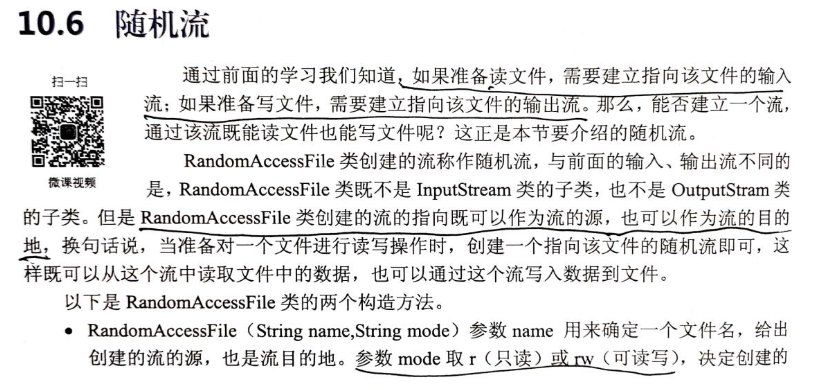 10.6 随机流
扫一扫
微课视频
通过前面的学习我们知道，如果准备读文件，需要建立指向该文件的输入
流；如果准备写文件，需要建立指向该文件的输出流。那么，能否建立一个流，
通过该流既能读文件也能写文件呢？这正是本节要介绍的随机流。
RandomAccessFile 类创建的流称作随机流，与前面的输入、输出流不同的
是，RandomAccessFile 类既不是 InputStream 类的子类，也不是 OutputStram 类
的子类。但是 RandomAccessFile 类创建的流的指向既可以作为流的源，也可以作为流的目的
地，换句话说，当准备对一个文件进行读写操作时，创建一个指向该文件的随机流即可，这
样既可以从这个流中读取文件中的数据，也可以通过这个流写入数据到文件。
以下是 RandomAccessFile 类的两个构造方法。
• RandomAccessFile（String name,String mode）参数 name 用来确定一个文件名，给出
创建的流的源，也是流目的地。参数 mode 取 r（只读）或 rw（可读写），决定创建的